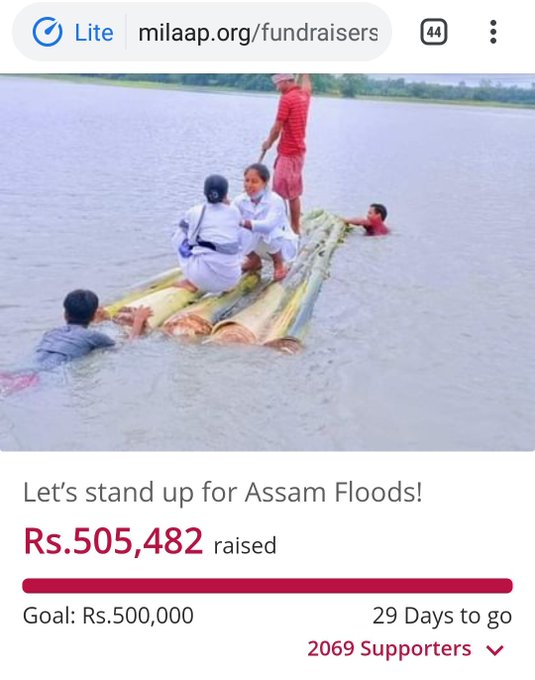 Lite milaap.org/fundraisers
44
Let's stand up for Assam Floods!
Rs.505,482 raised
Goal: Rs.500,000 29 Days to go
2069 Supporters